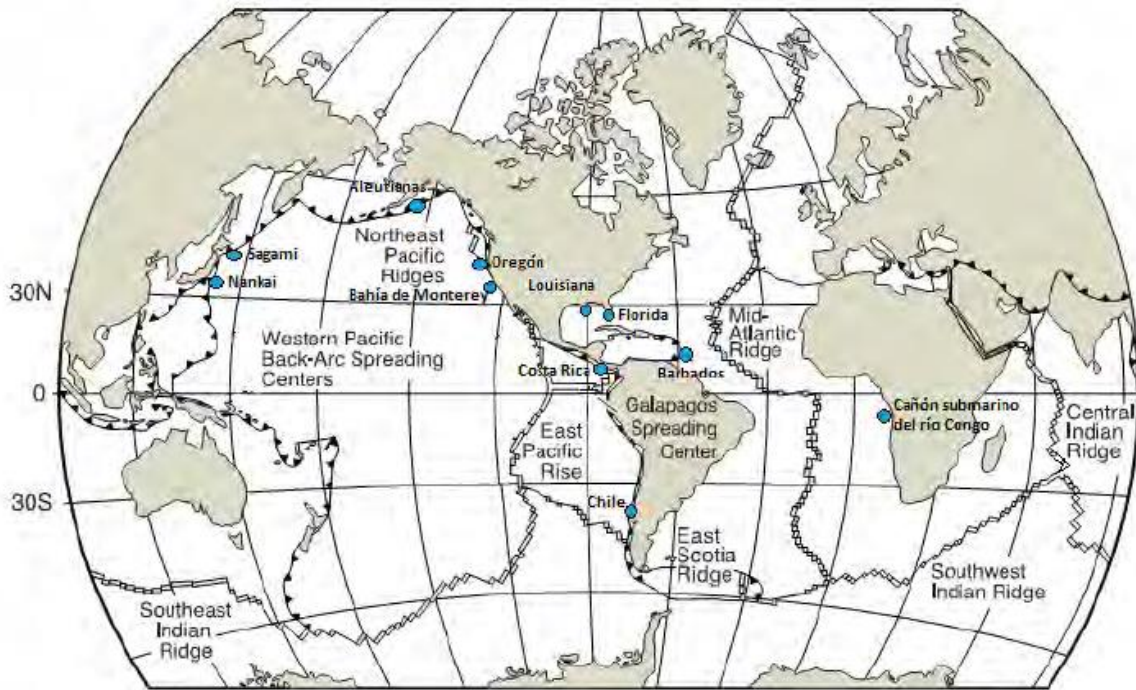 Aleutianas
Northeast
Pacific
Ridges
Sagami
Nankai
Oregón
Bahía de Monterey
Louisiana
Florida
30N
Mid-
Atlantic
Ridge
Western Pacific
Back-Arc Spreading
Centers
Costa Rica
Barbados
0
Galapagos
Spreading
Center
Cañón submarino
del río Congo
Central
Indian
Ridge
East
Pacific
Rise
30S
Chile
East
Scotia
Ridge
Southwest
Indian Ridge
Southeast
Indian
Ridge